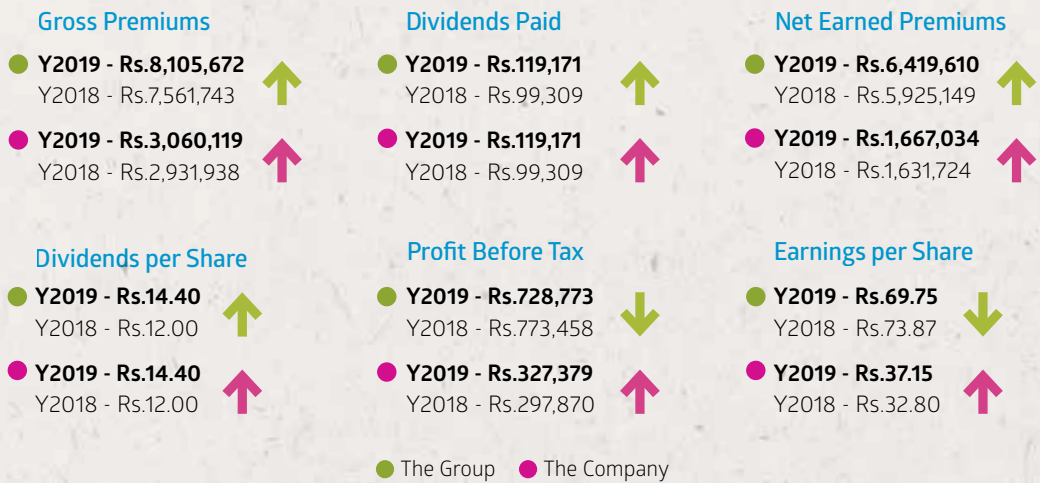 Gross Premiums
Y2019 - Rs.8,105,672
Y2018 - Rs.7,561,743
Y2019 - Rs.3,060,119
Y2018 - Rs.2,931,938
Dividends Paid
Y2019 - Rs.119,171
Y2018 - Rs.99,309
Y2019 - Rs.119,171
Y2018 - Rs.99,309
Net Earned Premiums
Y2019 - Rs.6,419,610
Y2018 - Rs.5,925,149
Y2019 - Rs.1,667,034
Y2018 - Rs.1,631,724
Dividends per Share
Y2019 - Rs.14.40
Y2018 - Rs.12.00
Y2019 - Rs.14.40
Y2018 - Rs.12.00
Profit Before Tax
Y2019 - Rs.728,773
Y2018 - Rs.773,458
Y2019 - Rs.327,379
Y2018 - Rs.297,870
Earnings per Share
Y2019 - Rs.69.75
Y2018 - Rs.73.87
Y2019 - Rs.37.15
Y2018 - Rs.32.80
The Group The Company